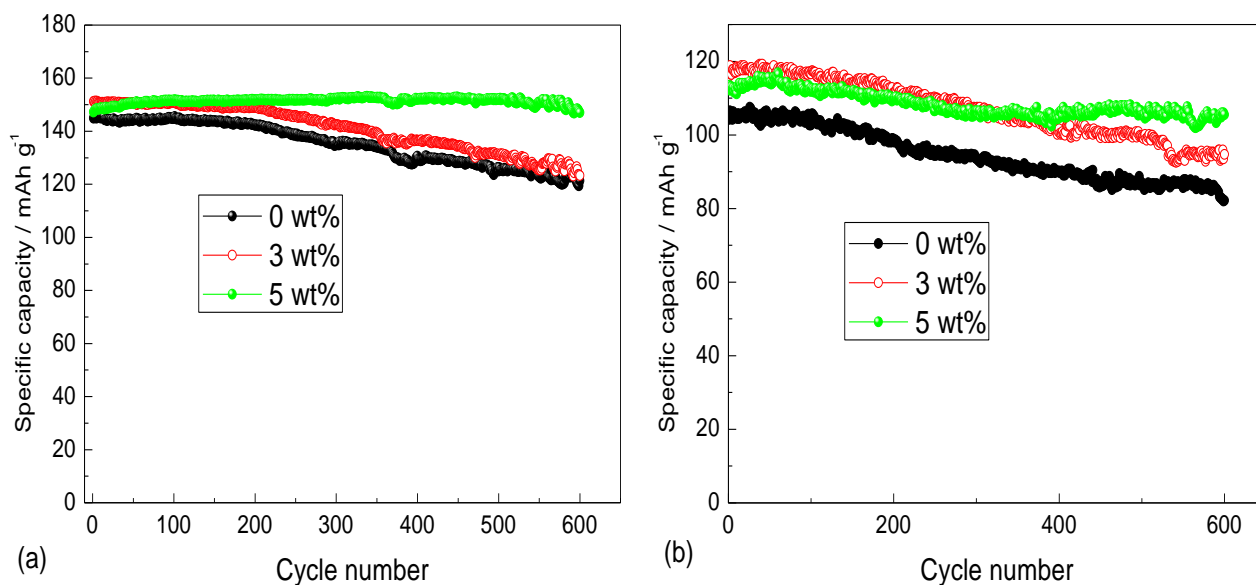 180
160
140
120
100
80
60
40
20
0
Specific capacity / mAh g⁻¹
0 wt%
3 wt%
5 wt%
0 100 200 300 400 500 600
Cycle number
(a)
120
100
80
60
40
20
0
Specific capacity / mAh g⁻¹
0 wt%
3 wt%
5 wt%
0 200 400 600
Cycle number
(b)